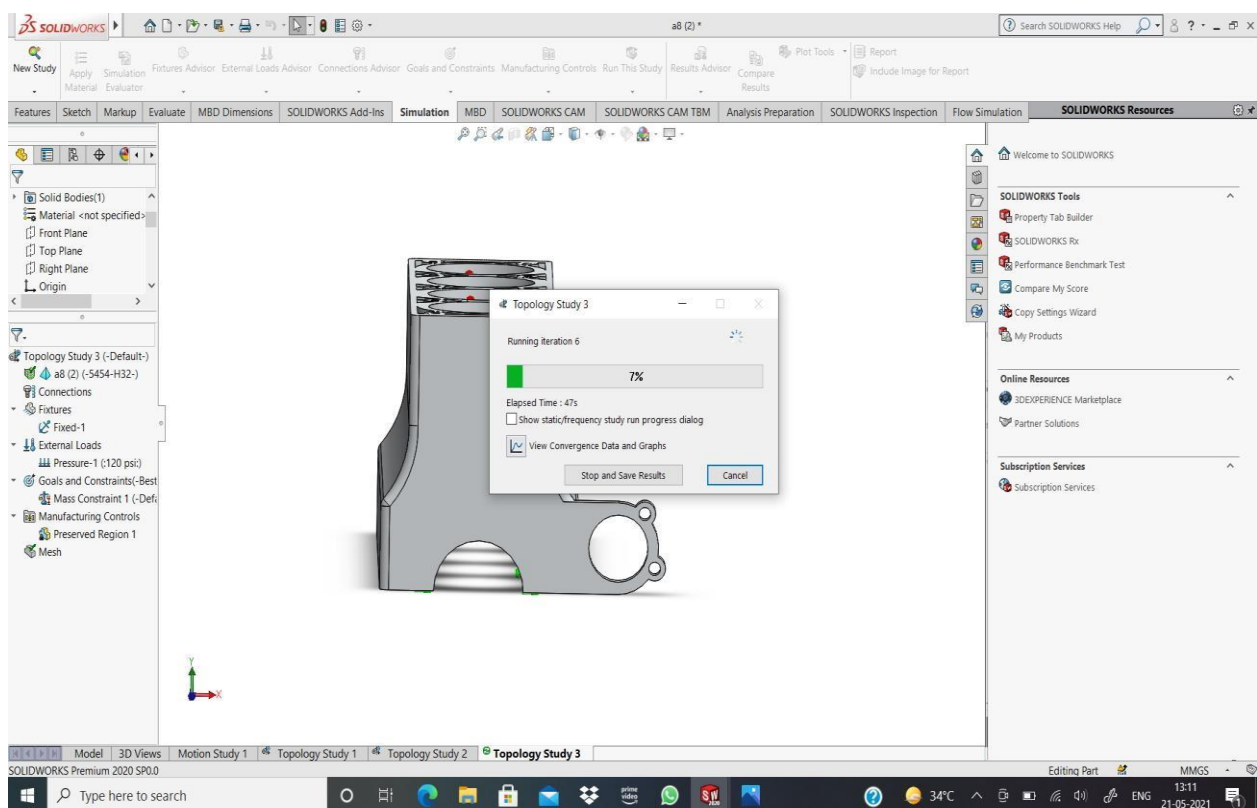 SOLIDWORKS
a8 (2) *
Search SOLIDWORKS Help
New Study
Apply Material
Simulation Evaluator
Fixtures Advisor
External Loads Advisor
Connections Advisor
Goals and Constraints
Manufacturing Controls
Run This Study
Results Advisor
Compare Results
Plot Tools
Report
Include Image for Report
Features
Sketch
Markup
Evaluate
MBD Dimensions
SOLIDWORKS Add-Ins
Simulation
MBD
SOLIDWORKS CAM
SOLIDWORKS CAM TBM
Analysis Preparation
SOLIDWORKS Inspection
Flow Simulation
SOLIDWORKS Resources
Solid Bodies(1)
Material <not specified>
Front Plane
Top Plane
Right Plane
Origin
Topology Study 3 (-Default-)
a8 (2) (-5454-H32-)
Connections
Fixtures
Fixed-1
External Loads
Pressure-1 (:120 psi:)
Goals and Constraints(-Best
Mass Constraint 1 (-Defa
Manufacturing Controls
Preserved Region 1
Mesh
Topology Study 3
Running iteration 6
7%
Elapsed Time : 47s
Show static/frequency study run progress dialog
View Convergence Data and Graphs
Stop and Save Results
Cancel
Y
X
Welcome to SOLIDWORKS
SOLIDWORKS Tools
Property Tab Builder
SOLIDWORKS Rx
Performance Benchmark Test
Compare My Score
Copy Settings Wizard
My Products
Online Resources
3DEXPERIENCE Marketplace
Partner Solutions
Subscription Services
Subscription Services
Model
3D Views
Motion Study 1
Topology Study 1
Topology Study 2
Topology Study 3
SOLIDWORKS Premium 2020 SP0.0
Editing Part
MMGS
Type here to search
prime video
SW 2020
34°C
ENG
13:11
21-05-2021